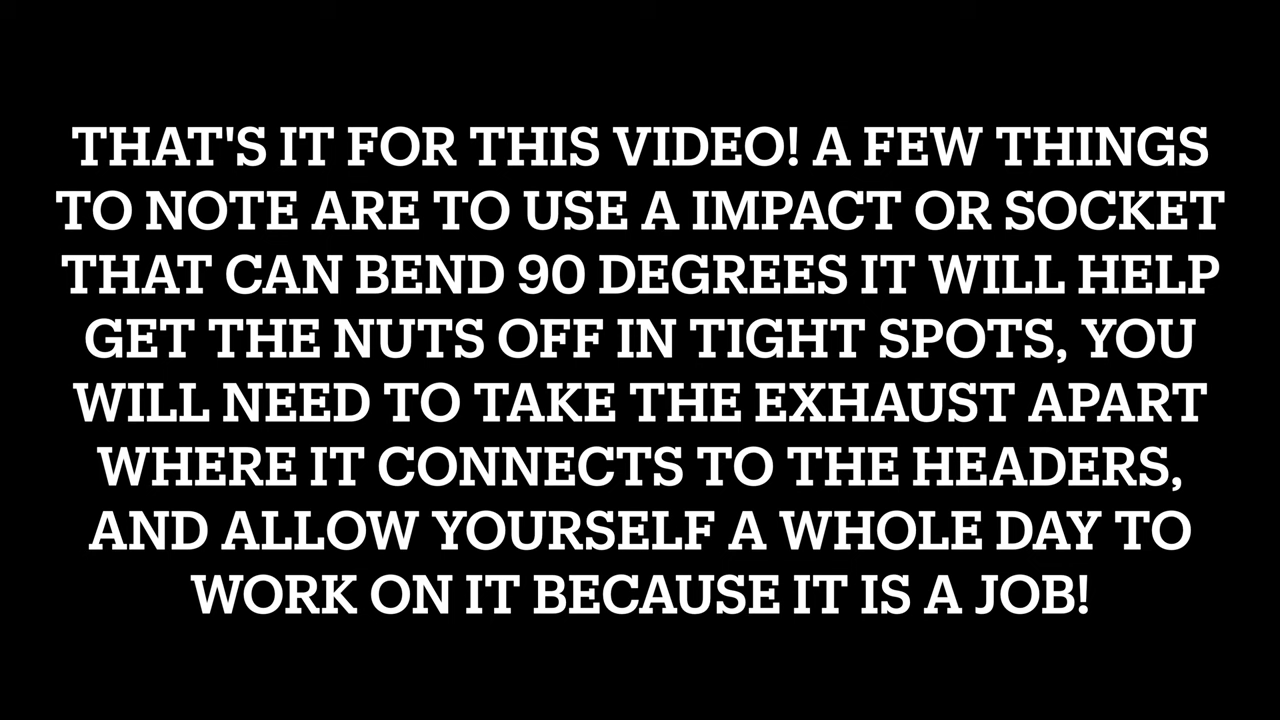 THAT'S IT FOR THIS VIDEO! A FEW THINGS
TO NOTE ARE TO USE A IMPACT OR SOCKET
THAT CAN BEND 90 DEGREES IT WILL HELP
GET THE NUTS OFF IN TIGHT SPOTS, YOU
WILL NEED TO TAKE THE EXHAUST APART
WHERE IT CONNECTS TO THE HEADERS,
AND ALLOW YOURSELF A WHOLE DAY TO
WORK ON IT BECAUSE IT IS A JOB!